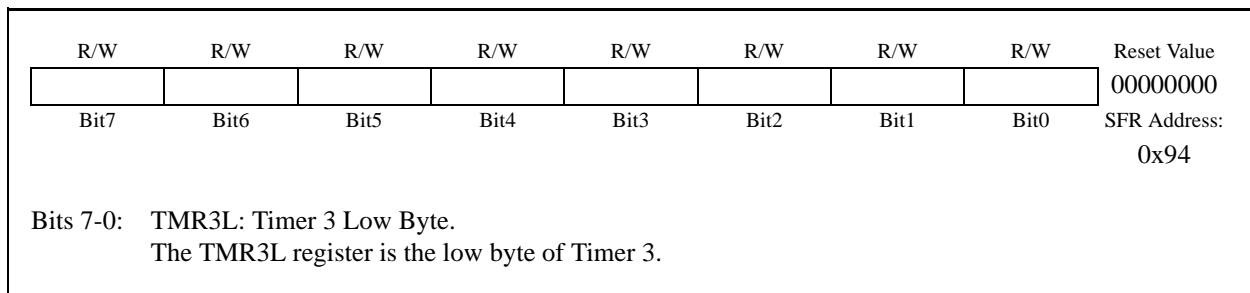 R/W R/W R/W R/W R/W R/W R/W R/W Reset Value
00000000
Bit7 Bit6 Bit5 Bit4 Bit3 Bit2 Bit1 Bit0 SFR Address:
0x94
Bits 7-0: TMR3L: Timer 3 Low Byte.
The TMR3L register is the low byte of Timer 3.